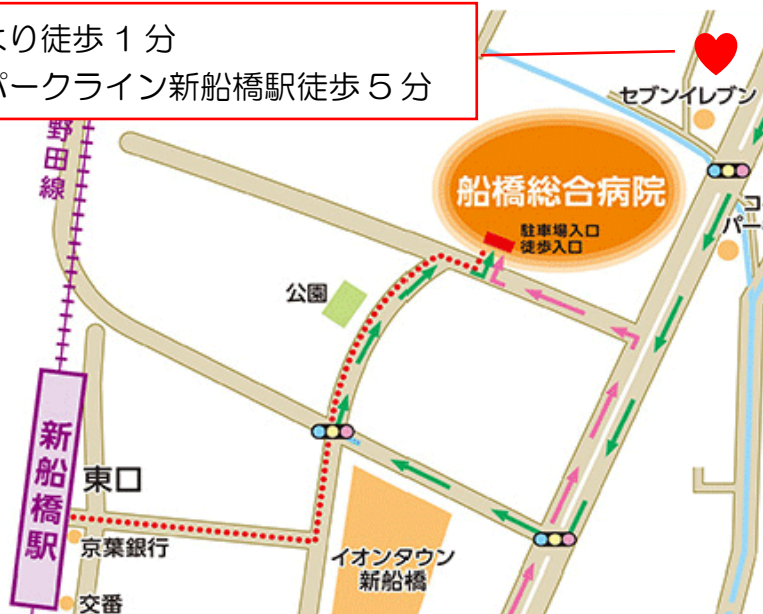 より徒歩１分
パークライン新船橋駅徒歩５分
野田線
セブンイレブン
船橋総合病院
駐車場入口
徒歩入口
公園
新船橋駅
東口
京葉銀行
交番
イオンタウン
新船橋
パー